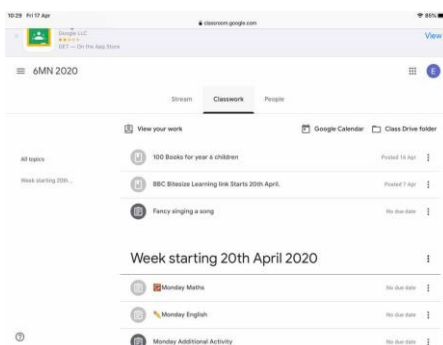 10:29 Fri 17 Apr
classroom.google.com
86%
Google LLC
GET — On the App Store
View
6MN 2020
E
Stream
Classwork
People
View your work
Google Calendar
Class Drive folder
All topics
Week starting 20th...
100 Books for year 6 children
Posted 14 Apr
BBC Bitesize Learning link Starts 20th April.
Posted 7 Apr
Fancy singing a song
No due date
Week starting 20th April 2020
Monday Maths
No due date
Monday English
No due date
Monday Additional Activity
No due date